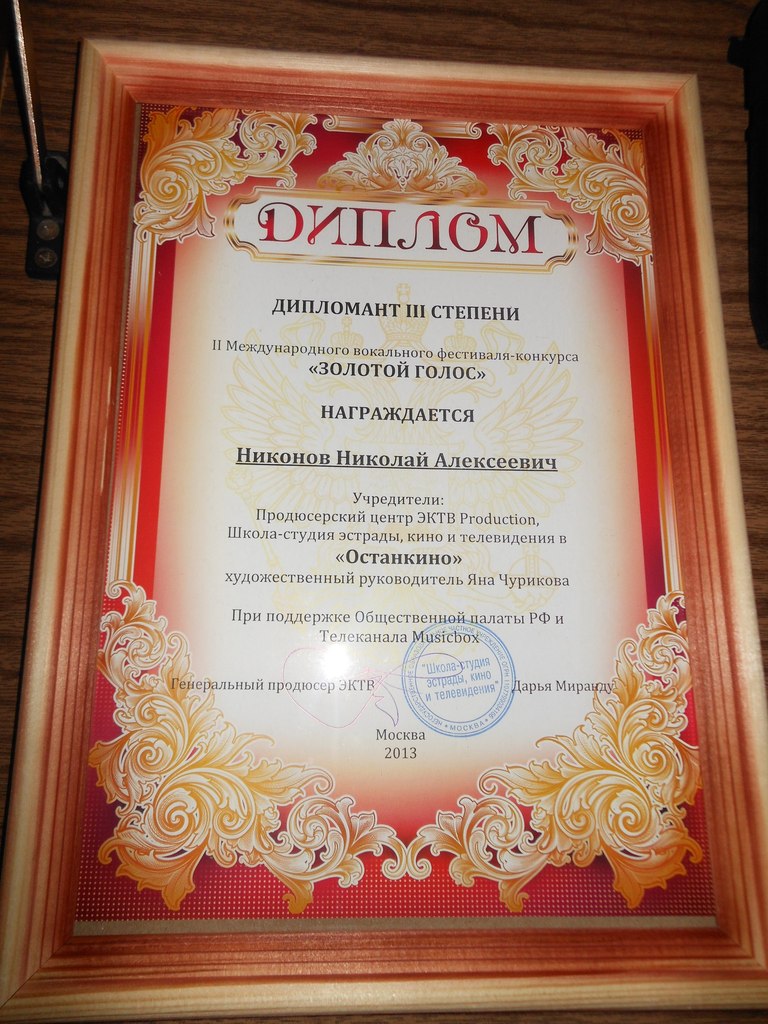 ДИПЛОМ
ДИПЛОМАНТ III СТЕПЕНИ
II Международного вокального фестиваля-конкурса
«ЗОЛОТОЙ ГОЛОС»
НАГРАЖДАЕТСЯ
Никонов Николай Алексеевич
Учредители:
Продюсерский центр ЭКТВ Production,
Школа-студия эстрады, кино и телевидения в
«Останкино»
художественный руководитель Яна Чурикова
При поддержке Общественной палаты РФ и
Телеканала Musicbox
Генеральный продюсер ЭКТВ
"Школа-студия
эстрады, кино
и телевидения"
МОСКВА
Дарья Миранду
Москва
2013